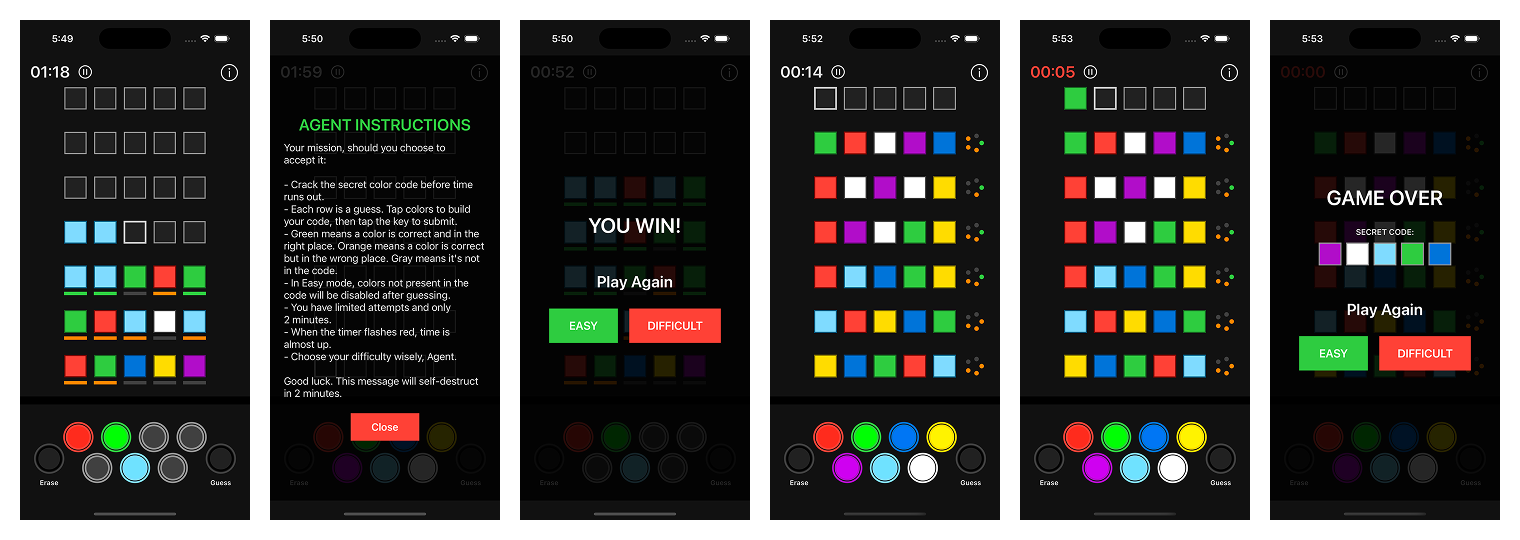 5:49
01:18
Erase
Guess
5:50
01:59
AGENT INSTRUCTIONS
Your mission, should you choose to
accept it:
- Crack the secret color code before time
runs out.
- Each row is a guess. Tap colors to build
your code, then tap the key to submit.
- Green means a color is correct and in the
right place. Orange means a color is correct
but in the wrong place. Gray means it's not
in the code.
- In Easy mode, colors not present in the
code will be disabled after guessing.
- You have limited attempts and only
2 minutes.
- When the timer flashes red, time is
almost up.
- Choose your difficulty wisely, Agent.
Good luck. This message will self-destruct
in 2 minutes.
Close
Erase
Guess
5:50
00:52
YOU WIN!
Play Again
EASY
DIFFICULT
Erase
Guess
5:52
00:14
Erase
Guess
5:53
00:05
Erase
Guess
5:53
00:00
GAME OVER
SECRET CODE:
Play Again
EASY
DIFFICULT
Erase
Guess